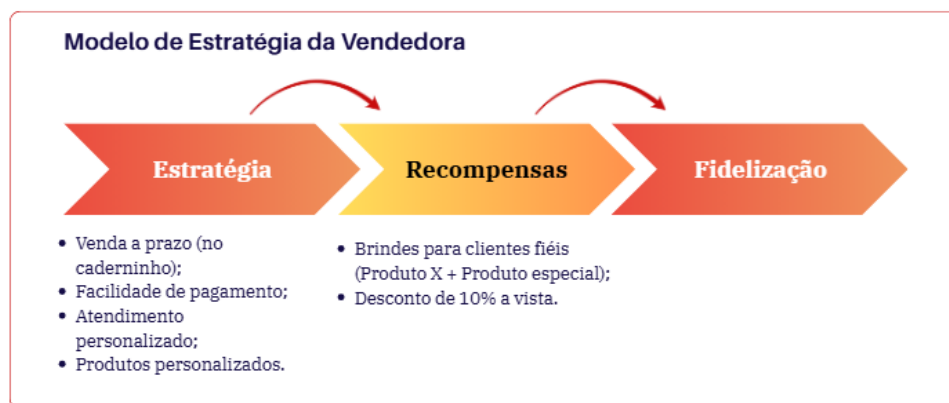 Modelo de Estratégia da Vendedora
Estratégia
Recompensas
Fidelização
• Venda a prazo (no
caderninho);
• Facilidade de pagamento;
• Atendimento
personalizado;
• Produtos personalizados.
• Brindes para clientes fiéis
(Produto X + Produto especial);
• Desconto de 10% a vista.